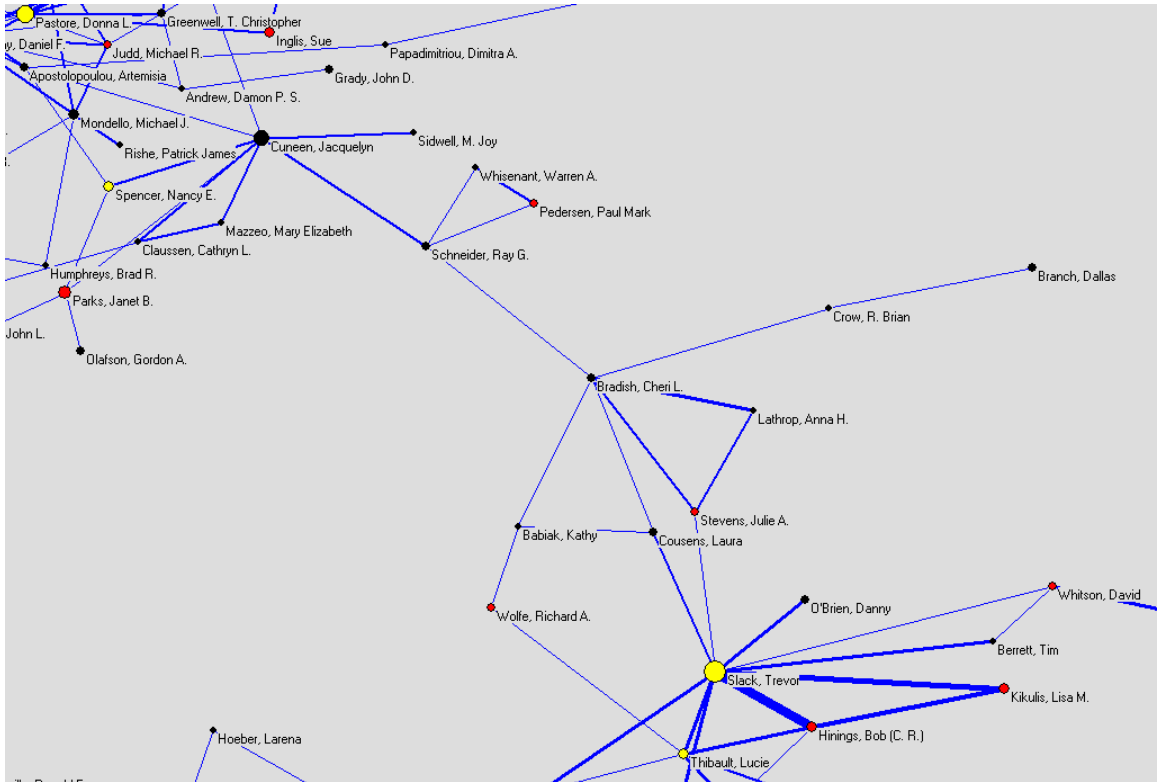 Pastore, Donna L.
Greenwell, T. Christopher
Inglis, Sue
y, Daniel F.
Judd, Michael R.
Papadimitriou, Dimitra A.
Apostolopoulou, Artemisia
Grady, John D.
Andrew, Damon P. S.
Mondello, Michael J.
Cuneen, Jacquelyn
Sidwell, M. Joy
Rishe, Patrick James
Whisenant, Warren A.
Spencer, Nancy E.
Pedersen, Paul Mark
Mazzeo, Mary Elizabeth
Claussen, Cathryn L.
Schneider, Ray G.
Humphreys, Brad R.
Branch, Dallas
Parks, Janet B.
Crow, R. Brian
John L.
Olafson, Gordon A.
Bradish, Cheri L.
Lathrop, Anna H.
Stevens, Julie A.
Babiak, Kathy
Cousens, Laura
Whitson, David
O'Brien, Danny
Wolfe, Richard A.
Berrett, Tim
Slack, Trevor
Kikulis, Lisa M.
Hinings, Bob (C. R.)
Hoeber, Larena
Thibault, Lucie